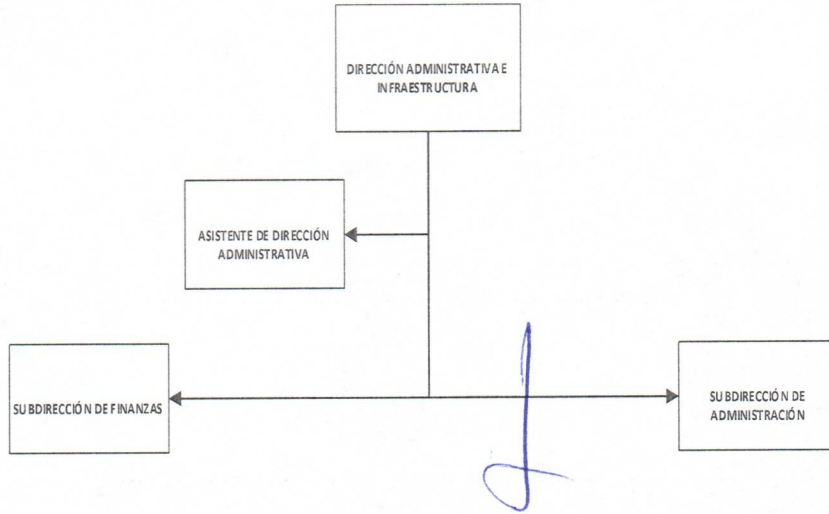 DIRECCIÓN ADMINISTRATIVA E
INFRAESTRUCTURA
ASISTENTE DE DIRECCIÓN
ADMINISTRATIVA
SUBDIRECCIÓN DE FINANZAS
SUBDIRECCIÓN DE
ADMINISTRACIÓN